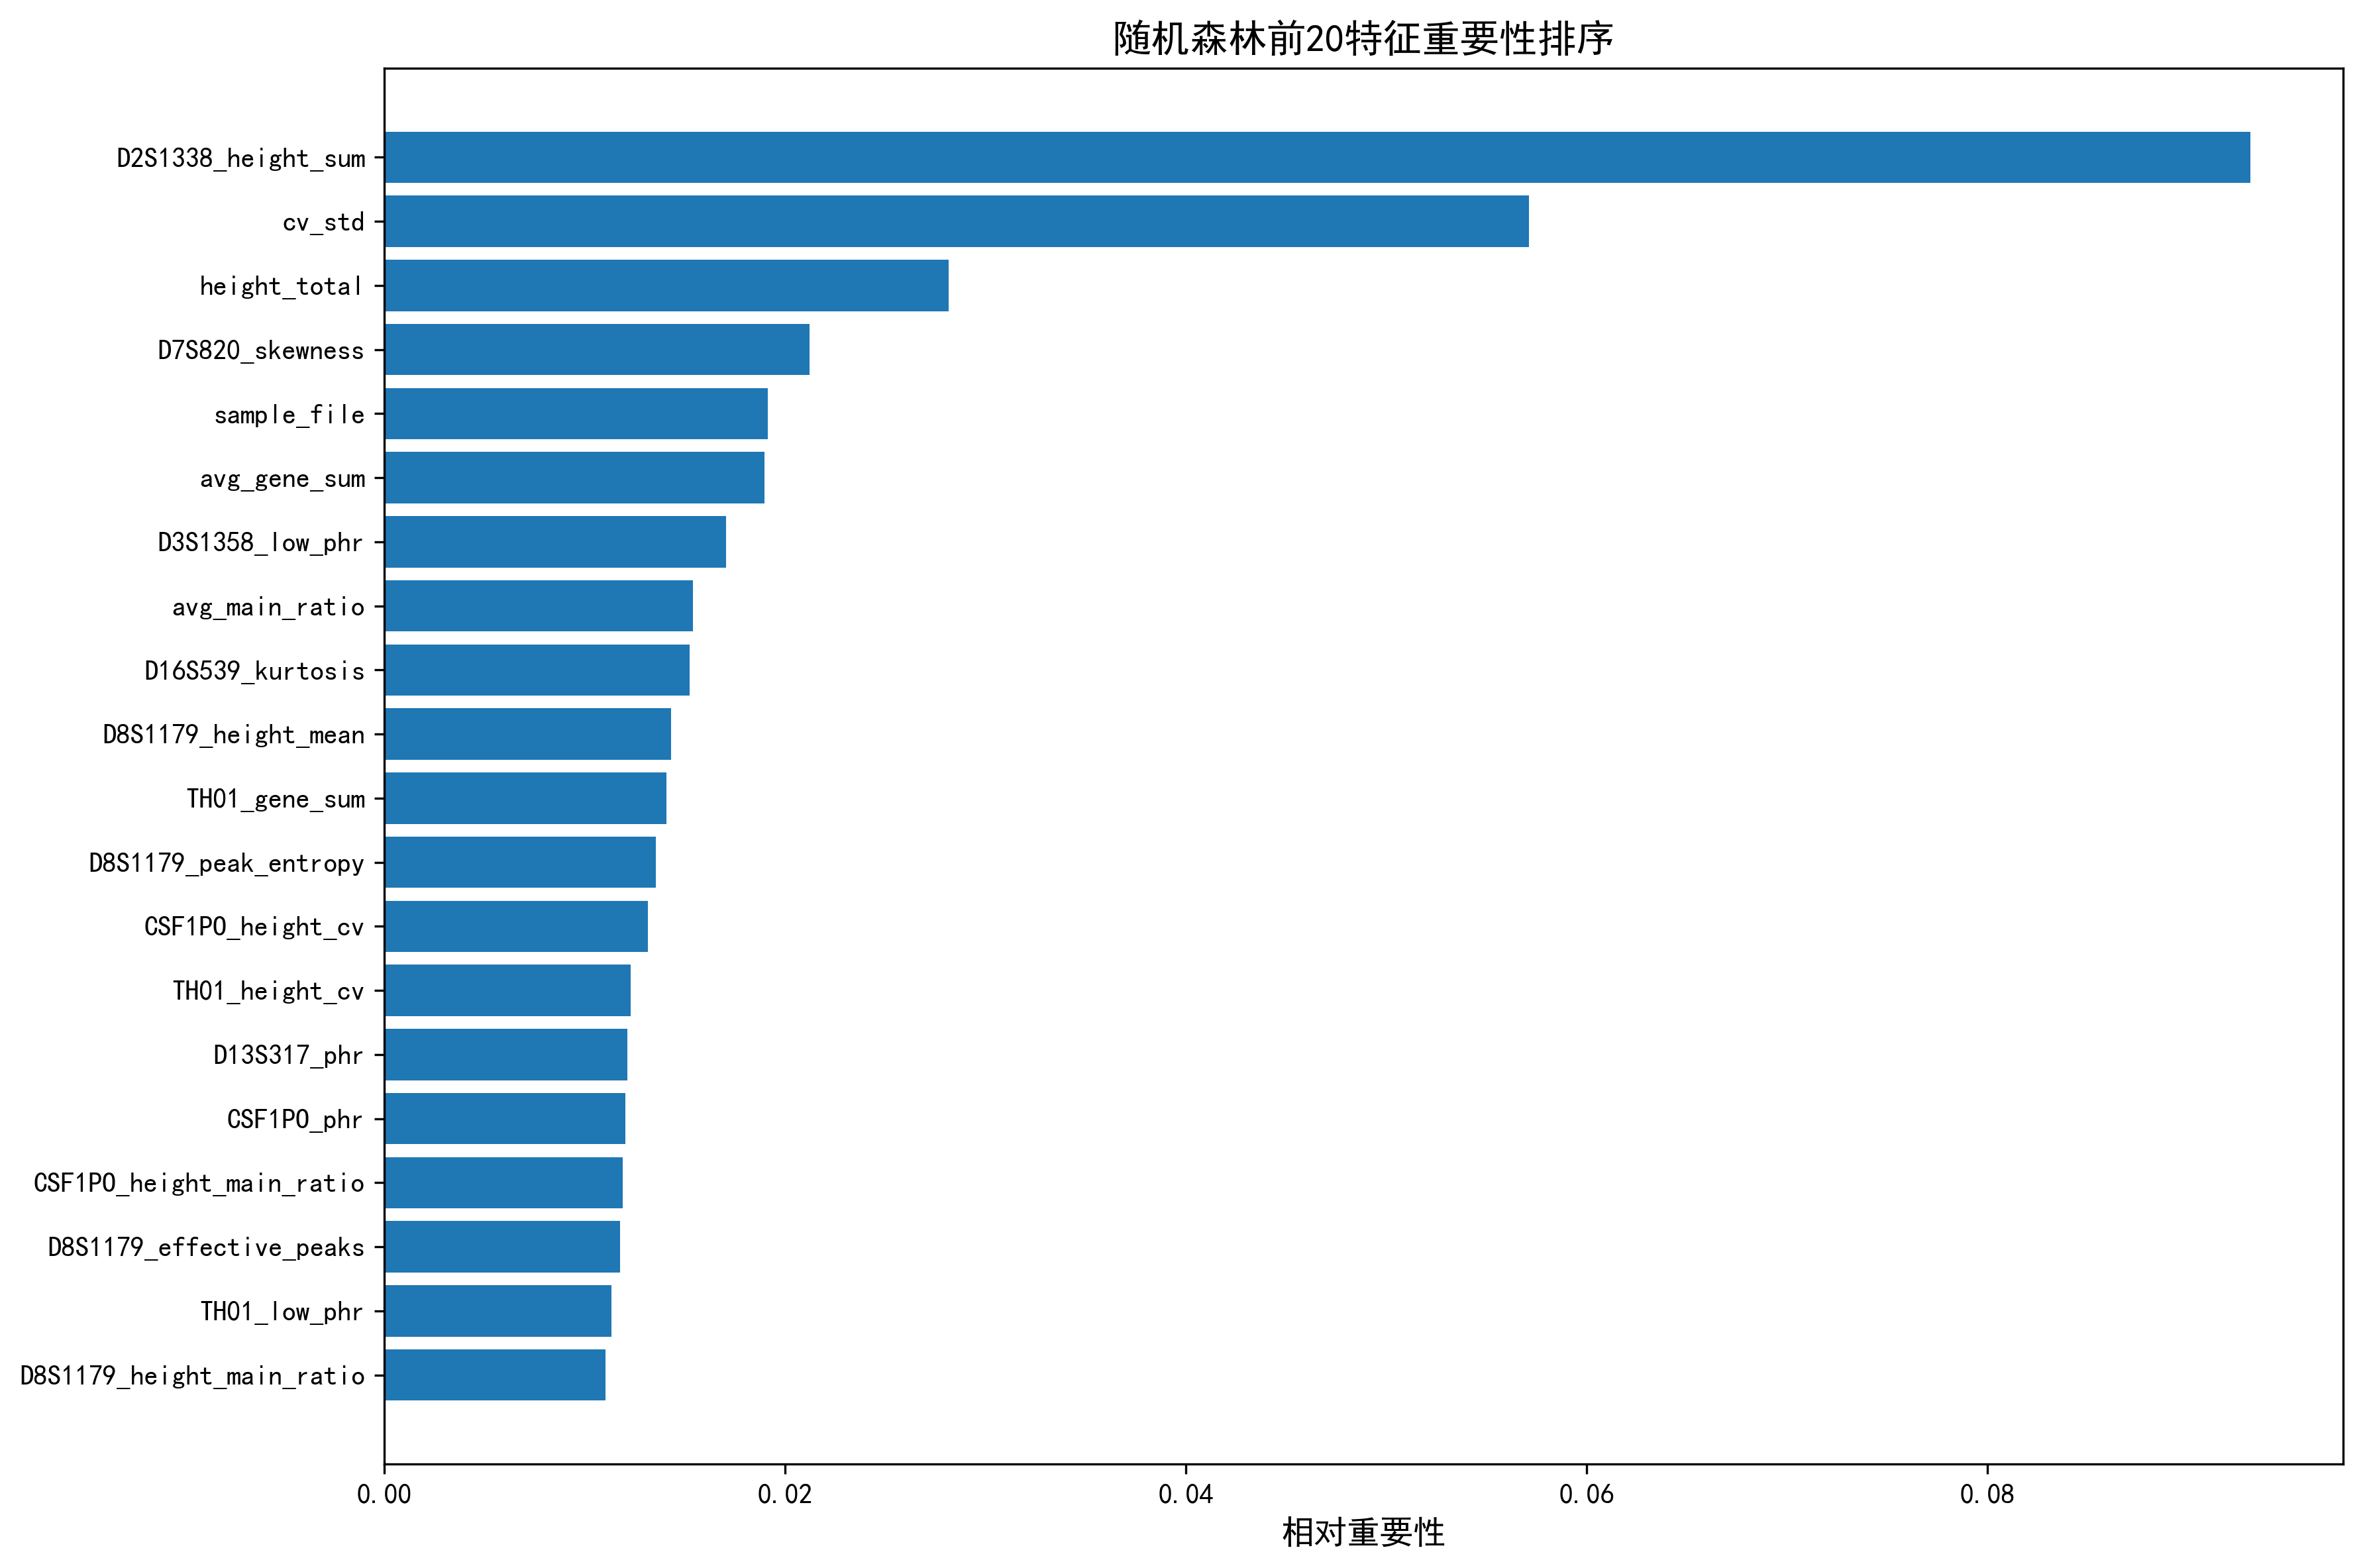 随机森林前20特征重要性排序
D2S1338_height_sum
cv_std
height_total
D7S820_skewness
sample_file
avg_gene_sum
D3S1358_low_phr
avg_main_ratio
D16S539_kurtosis
D8S1179_height_mean
TH01_gene_sum
D8S1179_peak_entropy
CSF1PO_height_cv
TH01_height_cv
D13S317_phr
CSF1PO_phr
CSF1PO_height_main_ratio
D8S1179_effective_peaks
TH01_low_phr
D8S1179_height_main_ratio
0.00 0.02 0.04 0.06 0.08
相对重要性